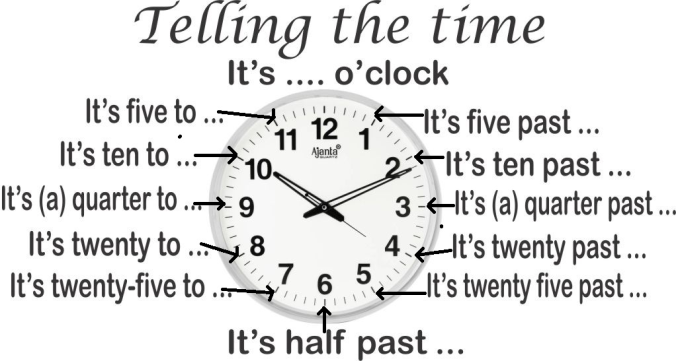 Telling the time
It's .... o'clock
It's five to ...
It's five past ...
It's ten to ...
It's ten past ...
It's (a) quarter to ...
It's (a) quarter past ...
It's twenty to ...
It's twenty past ...
It's twenty-five to ...
It's twenty five past ...
It's half past ...
12
1
2
3
4
5
6
7
8
9
10
11
Ajanta®
QUARTZ